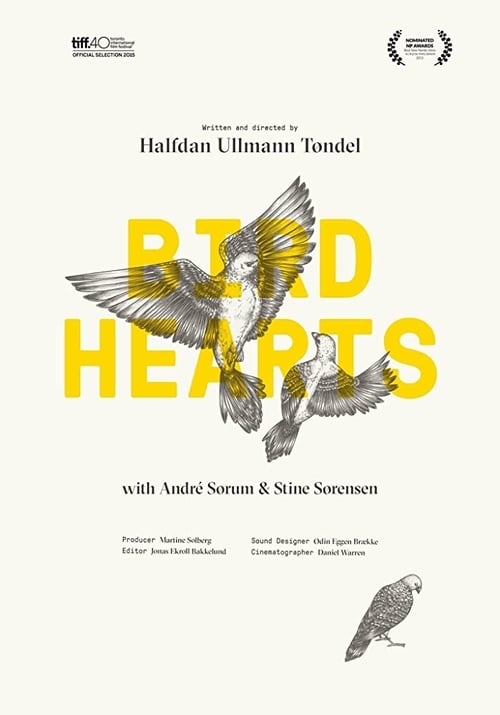 tiff.40 toronto international film festival®
OFFICIAL SELECTION 2015
NOMINATED
NP AWARDS
2015
Written and directed by
Halfdan Ullmann Tøndel
BIRD
HEARTS
with André Sørum & Stine Sørensen
Producer Martine Solberg
Editor Jonas Ekroll Bakkelund
Sound Designer Odin Eggen Brække
Cinematographer Daniel Warren